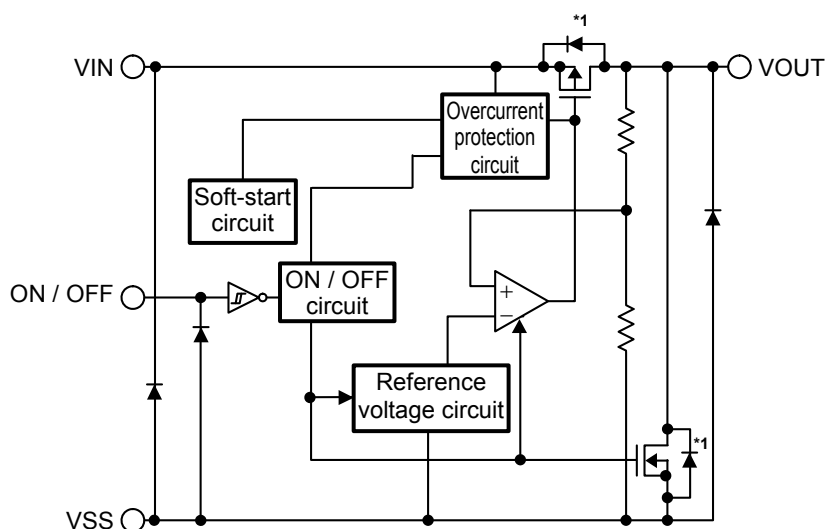 *1
VIN
VOUT
Overcurrent
protection
circuit
Soft-start
circuit
ON / OFF
ON / OFF
circuit
+
−
Reference
voltage circuit
*1
VSS